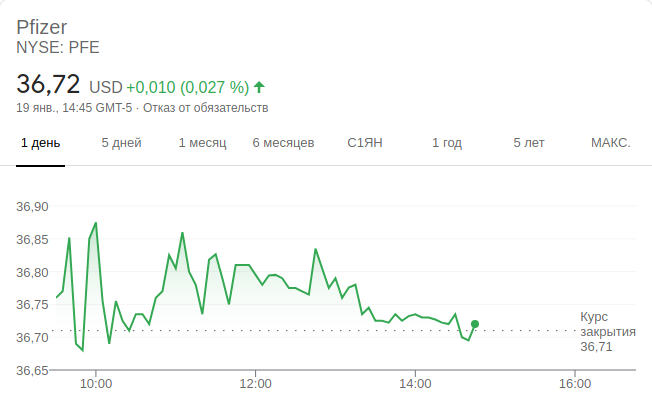 Pfizer
NYSE: PFE
36,72 USD +0,010 (0,027 %)
19 янв., 14:45 GMT-5 · Отказ от обязательств
1 день 5 дней 1 месяц 6 месяцев С1ЯН 1 год 5 лет МАКС.
36,90
36,85
36,80
36,75
36,70
36,65
Курс
закрытия
36,71
10:00 12:00 14:00 16:00